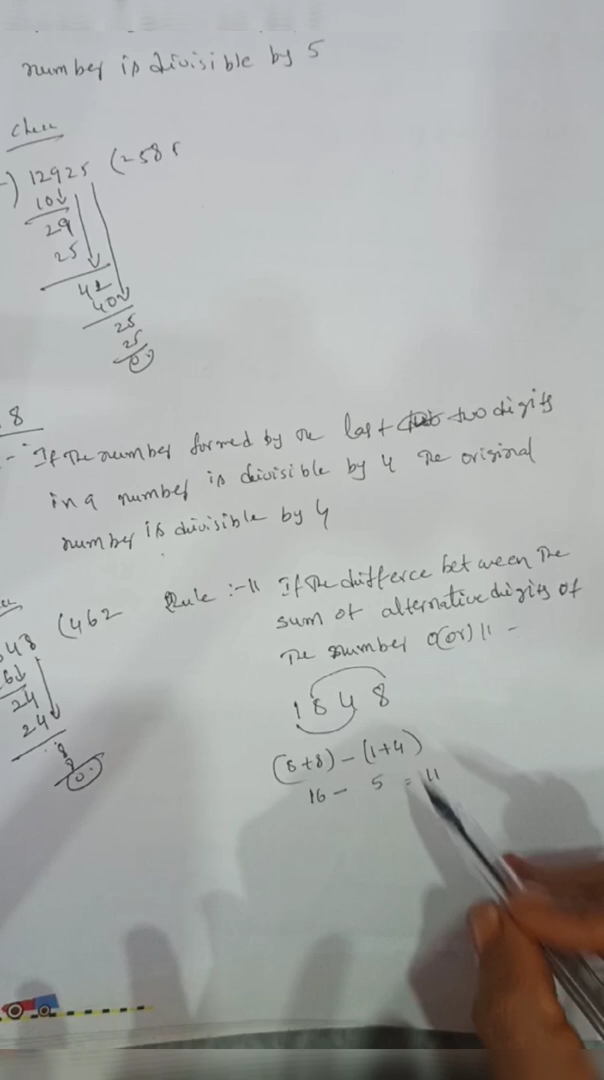 number is divisible by 5
) 12925 (258
10↓
29
25
40
25
25
0
8
:- If the number formed by the last two digits
in a number is divisible by 4 the original
number is divisible by 4
48 (462
24
24
8
8
0
Rule :- 11 If the differce between the
sum of alternative digits of
the number 0(or) 11 -
1848
(8+8) - (1+4)
16 - 5 = 11